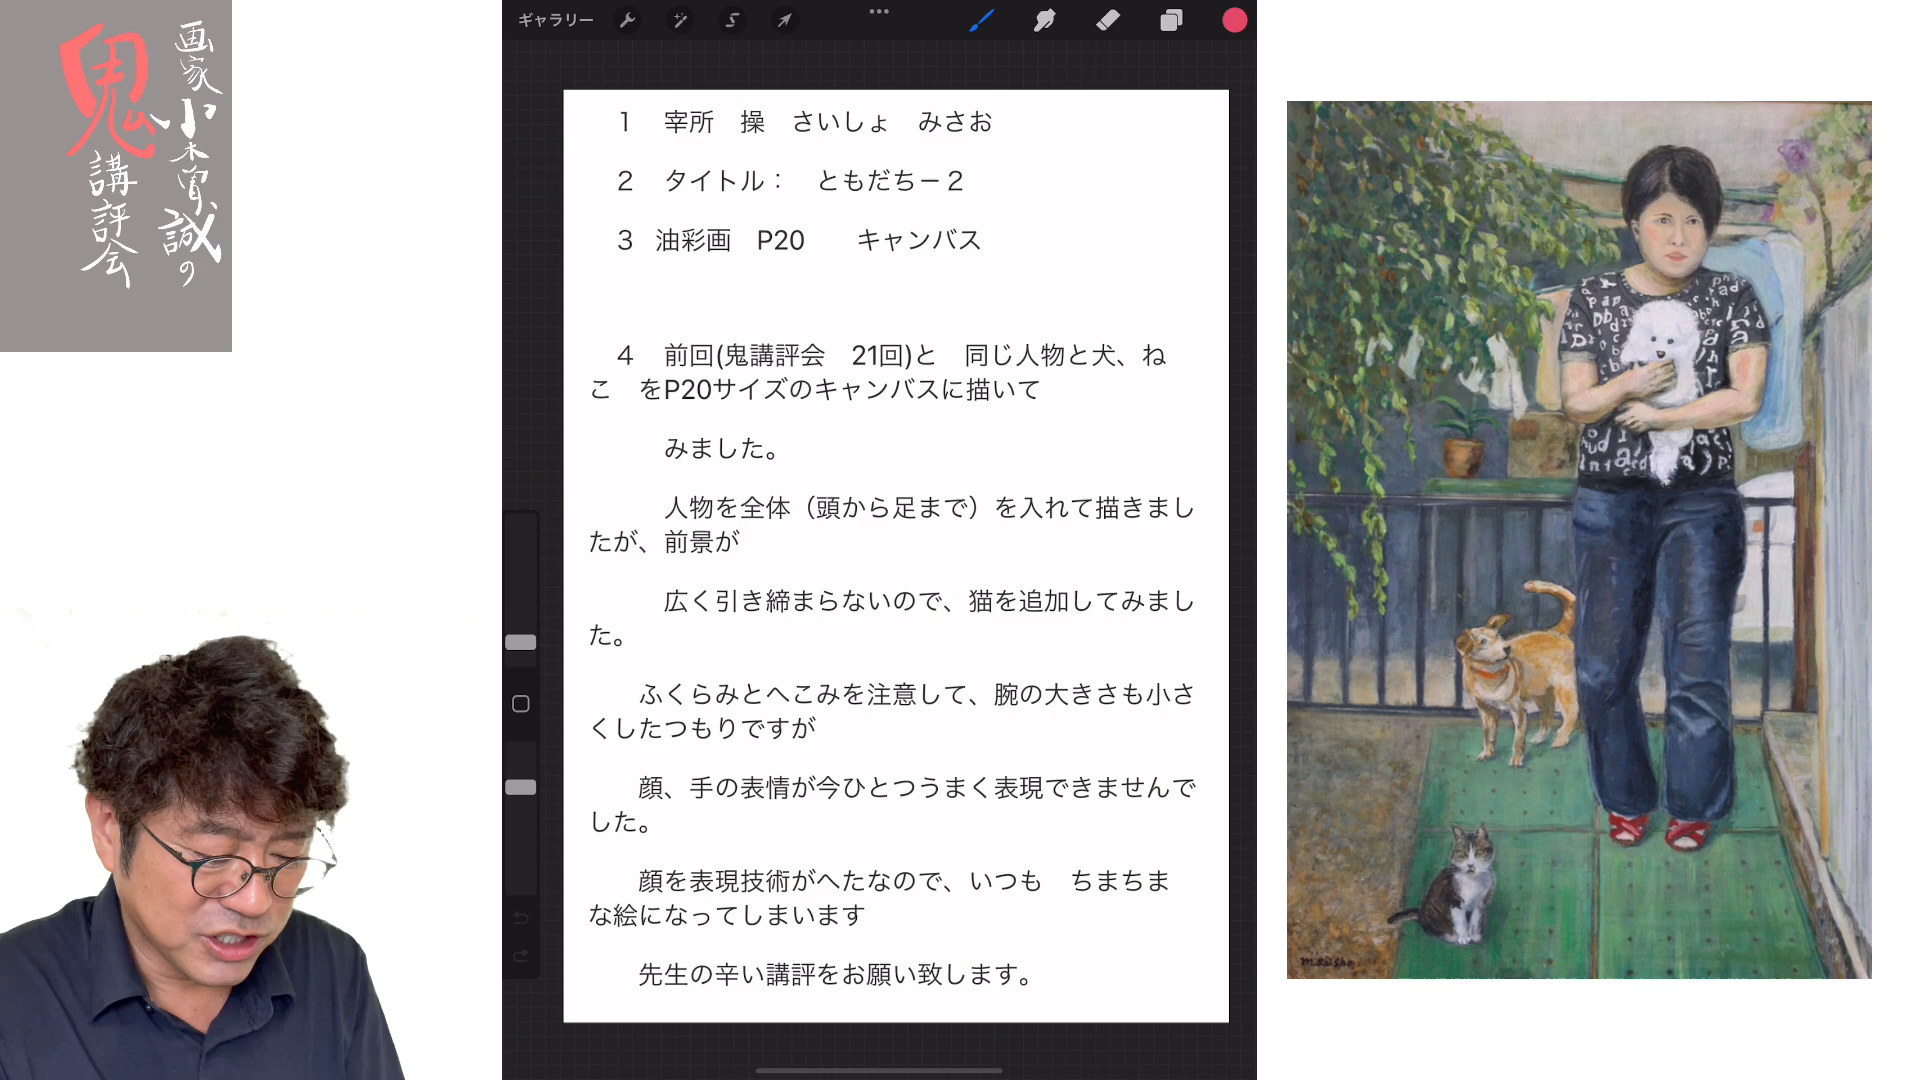 画家
小木曽誠の
鬼
講評会
ギャラリー
1　宰所　操　さいしょ　みさお
2　タイトル：　ともだち－2
3　油彩画　P20　　キャンバス
4　前回(鬼講評会　21回)と　同じ人物と犬、ね
こ　をP20サイズのキャンバスに描いて
みました。
人物を全体（頭から足まで）を入れて描きまし
たが、前景が
広く引き締まらないので、猫を追加してみまし
た。
ふくらみとへこみを注意して、腕の大きさも小さ
くしたつもりですが
顔、手の表情が今ひとつうまく表現できませんで
した。
顔を表現技術がへたなので、いつも　ちまちま
な絵になってしまいます
先生の辛い講評をお願い致します。